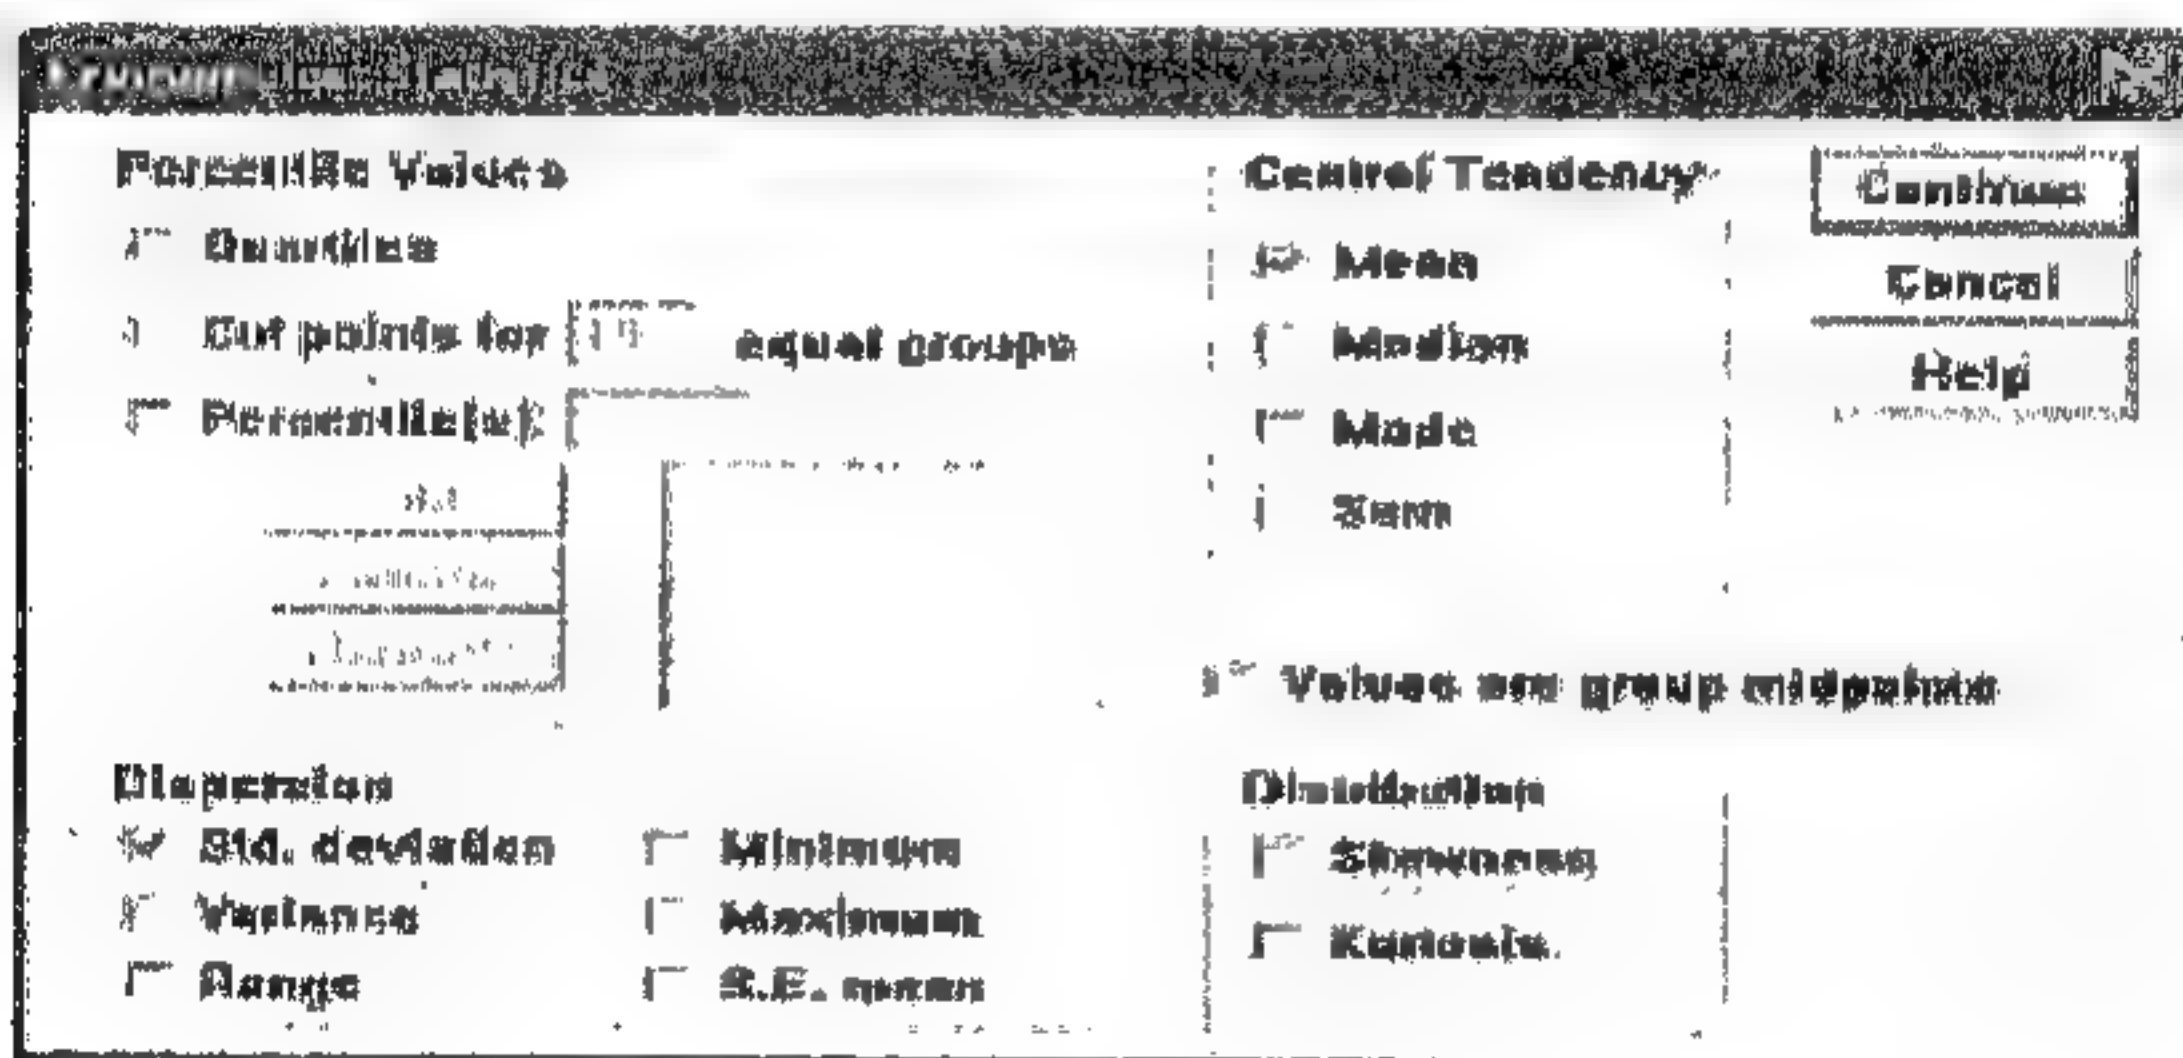 Percentile Values
Quartiles
Cut points for 10 equal groups
Percentile(s):
Dispersion
Std. deviation
Variance
Range
Minimum
Maximum
S.E. mean
Central Tendency
Mean
Median
Mode
Sum
Values are group midpoints
Distribution
Skewness
Kurtosis
Continue
Cancel
Help